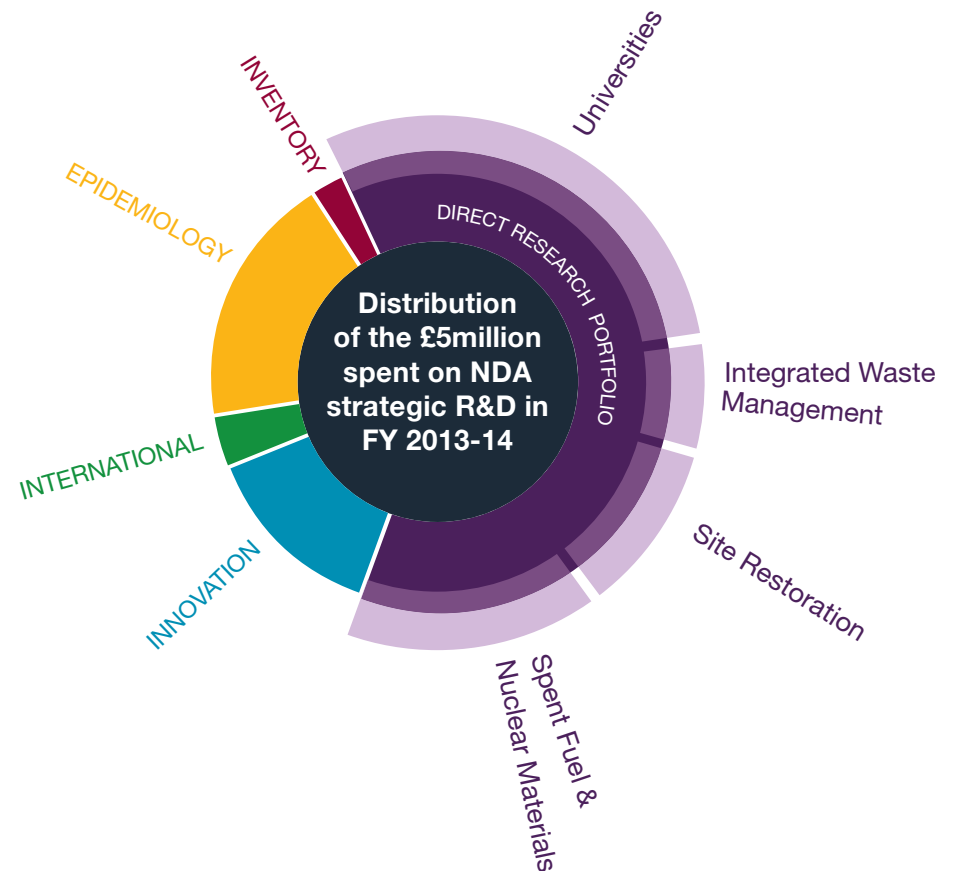 Distribution
of the £5million
spent on NDA
strategic R&D in
FY 2013-14
DIRECT RESEARCH PORTFOLIO
Universities
Integrated Waste
Management
Site Restoration
Spent Fuel &
Nuclear Materials
INNOVATION
INTERNATIONAL
EPIDEMIOLOGY
INVENTORY